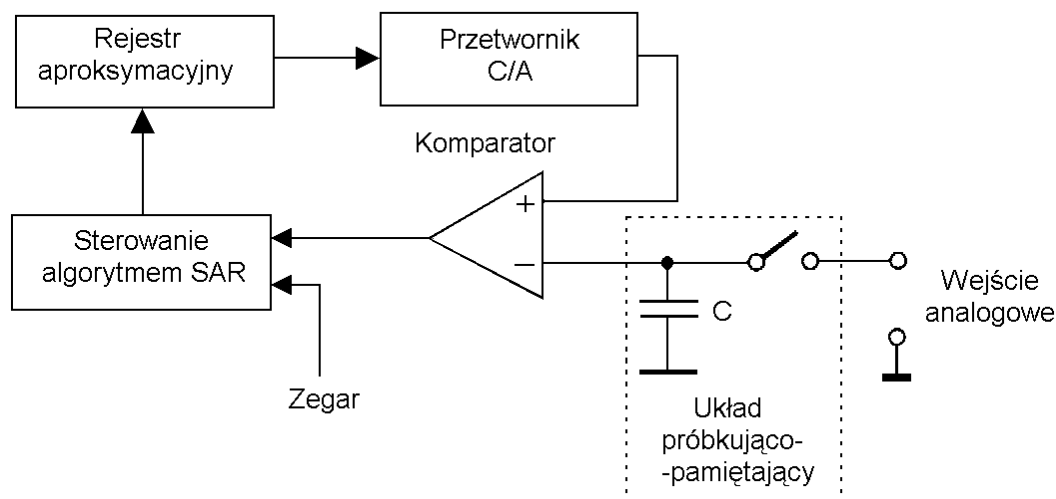 Rejestr
aproksymacyjny
Przetwornik
C/A
Komparator
+
−
Sterowanie
algorytmem SAR
Zegar
C
Układ
próbkująco-
-pamiętający
Wejście
analogowe